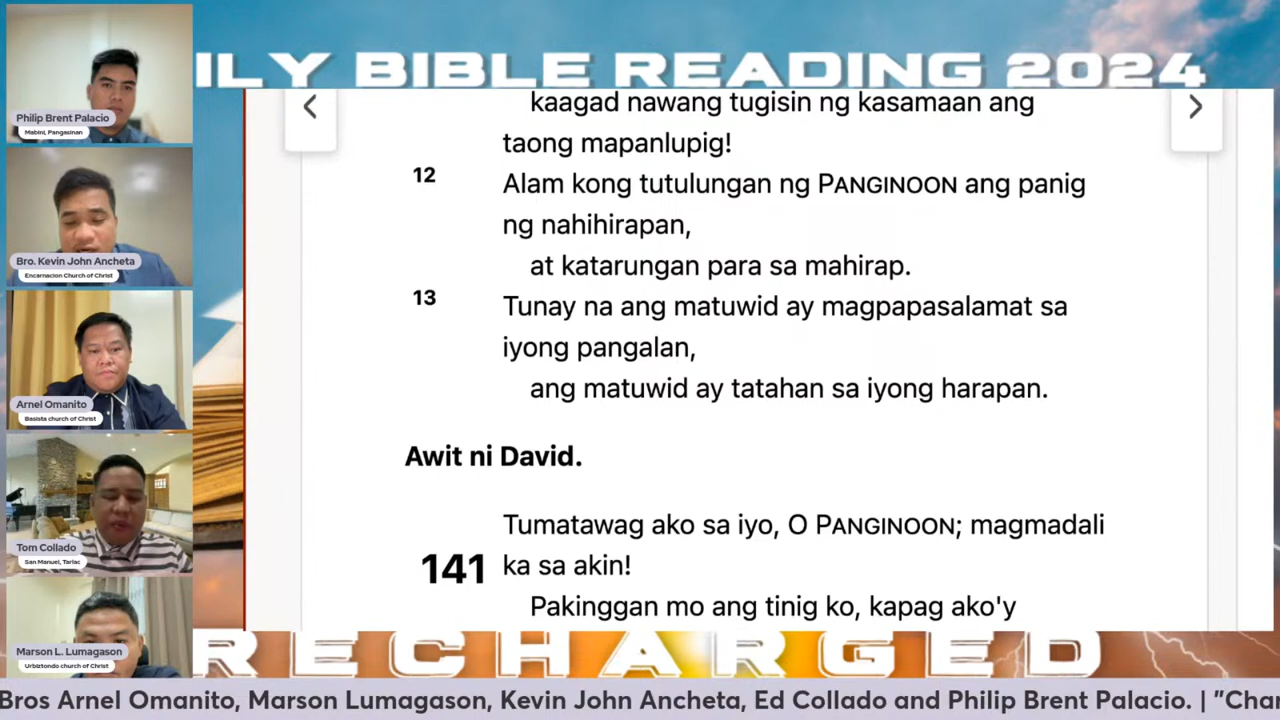 ILY BIBLE READING 2024
Philip Brent Palacio
Mabini, Pangasinan
Bro. Kevin John Ancheta
Encarnacion Church of Christ
Arnel Omanito
Basista church of Christ
Tom Collado
San Manuel, Tarlac
Marson L. Lumagason
Urbiztondo church of Christ
kaagad nawang tugisin ng kasamaan ang
taong mapanlupig!
12 Alam kong tutulungan ng PANGINOON ang panig
ng nahihirapan,
at katarungan para sa mahirap.
13 Tunay na ang matuwid ay magpapasalamat sa
iyong pangalan,
ang matuwid ay tatahan sa iyong harapan.
Awit ni David.
Tumatawag ako sa iyo, O PANGINOON; magmadali
141 ka sa akin!
Pakinggan mo ang tinig ko, kapag ako'y
RECHARGED
Bros Arnel Omanito, Marson Lumagason, Kevin John Ancheta, Ed Collado and Philip Brent Palacio. | "Char